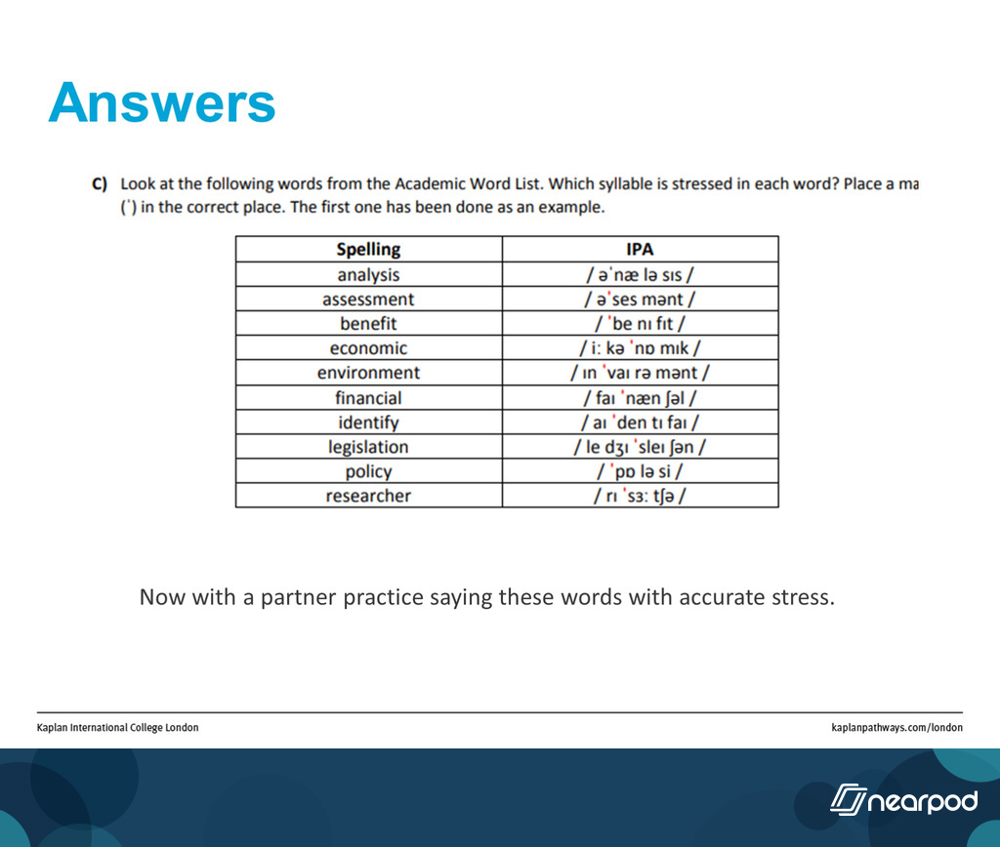 Answers
C) Look at the following words from the Academic Word List. Which syllable is stressed in each word? Place a ma
(ˈ) in the correct place. The first one has been done as an example.
Spelling IPA
analysis / əˈnæ lə sɪs /
assessment / əˈses mənt /
benefit / ˈbe nɪ fɪt /
economic / iː kə ˈnɒ mɪk /
environment / ɪn ˈvaɪ rə mənt /
financial / faɪ ˈnæn ʃəl /
identify / aɪ ˈden tɪ faɪ /
legislation / le dʒɪ ˈsleɪ ʃən /
policy / ˈpɒ lə si /
researcher / rɪ ˈsɜː tʃə /
Now with a partner practice saying these words with accurate stress.
Kaplan International College London kaplanpathways.com/london
nearpod